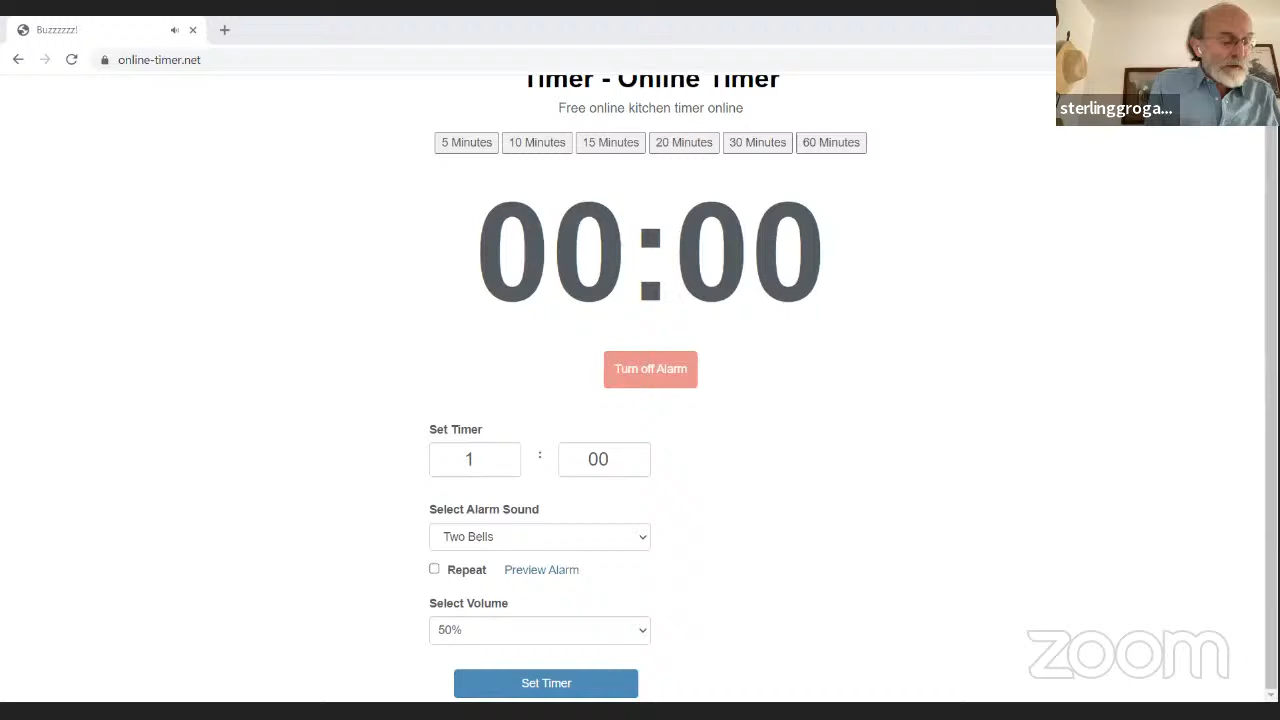 Buzzzzzz!
online-timer.net
Timer - Online Timer
Free online kitchen timer online
5 Minutes 10 Minutes 15 Minutes 20 Minutes 30 Minutes 60 Minutes
00:00
Turn off Alarm
Set Timer
1 : 00
Select Alarm Sound
Two Bells
Repeat Preview Alarm
Select Volume
50%
Set Timer
sterlinggroga...
zoom